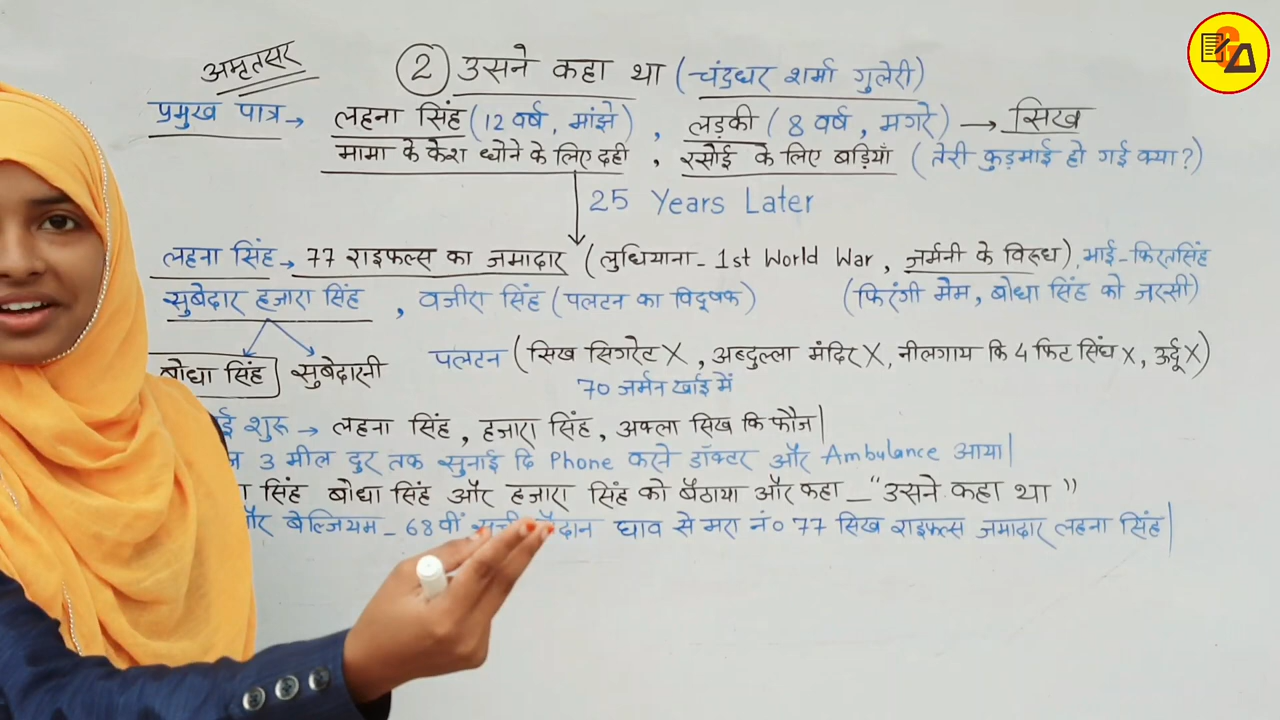 अमृतसर
(2) उसने कहा था (चंद्रधर शर्मा गुलेरी)
प्रमुख पात्र → लहना सिंह (12 वर्ष, मांझे) , लड़की (8 वर्ष, मगरे) → सिख
मामा के केश धोने के लिए दही , रसोई के लिए बड़ियाँ (तेरी कुड़माई हो गई क्या?)
25 Years Later
लहना सिंह → 77 राइफल्स का जमादार (लुधियाना - 1st World War, जर्मनी के विरुध), भाई - किरतसिंह
सुबेदार हजारा सिंह , वजीरा सिंह (पलटन का विदूषक) (फिरंगी मेम, बोधा सिंह को जरसी)
बोधा सिंह सुबेदारनी पलटन (सिख सिगरेट X, अब्दुल्ला मंदिर X, नीलगाय कि 4 फिट सिंघ X, उर्दू X)
70 जर्मन खाई में
ई शुरू → लहना सिंह, हजारा सिंह, अक्ला सिख कि फौज|
3 मील दुर तक सुनाई दि Phone करने डॉक्टर और Ambulance आया|
सिंह बोधा सिंह और हजारा सिंह को बैठाया और कहा - "उसने कहा था"
और बेल्जियम - 68वीं मैदान घाव से मरा नं० 77 सिख राइफल्स जमादार लहना सिंह|